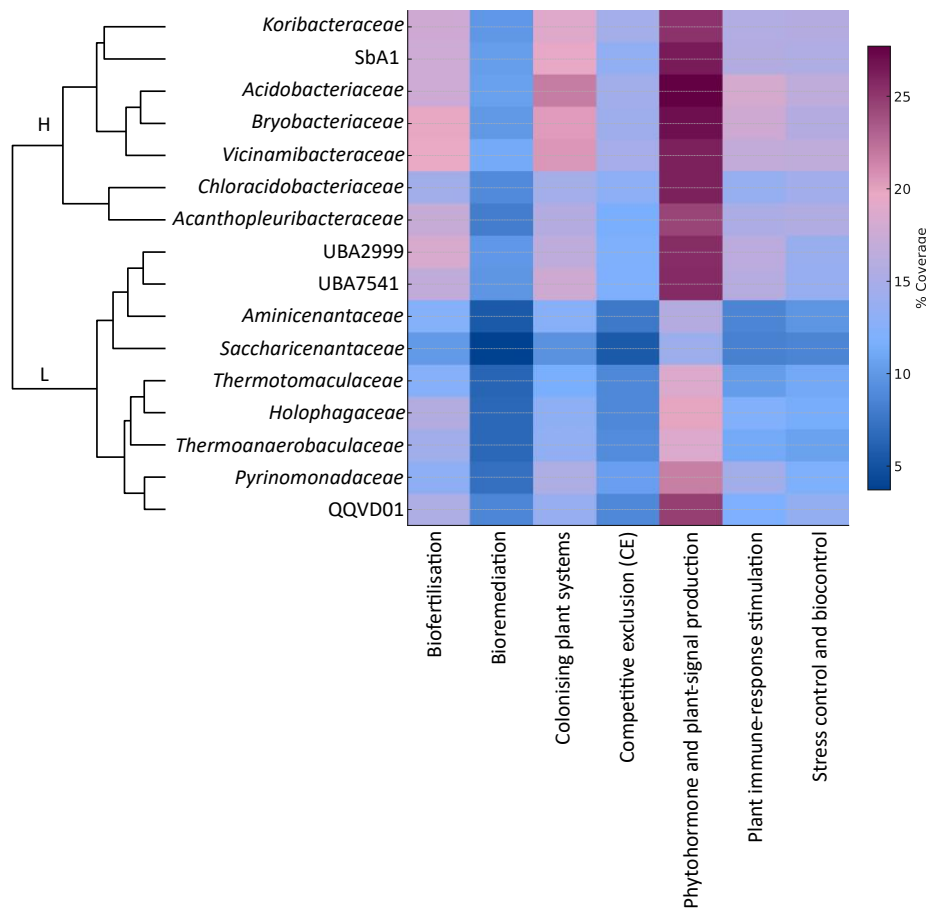 Koribacteraceae
SbA1
Acidobacteriaceae
Bryobacteriaceae
Vicinamibacteraceae
Chloracidobacteriaceae
Acanthopleuribacteraceae
UBA2999
UBA7541
Aminicenantaceae
Saccharicenantaceae
Thermotomaculaceae
Holophagaceae
Thermoanaerobaculaceae
Pyrinomonadaceae
QQVD01
H
L
Biofertilisation
Bioremediation
Colonising plant systems
Competitive exclusion (CE)
Phytohormone and plant-signal production
Plant immune-response stimulation
Stress control and biocontrol
25
20
15
10
5
% Coverage